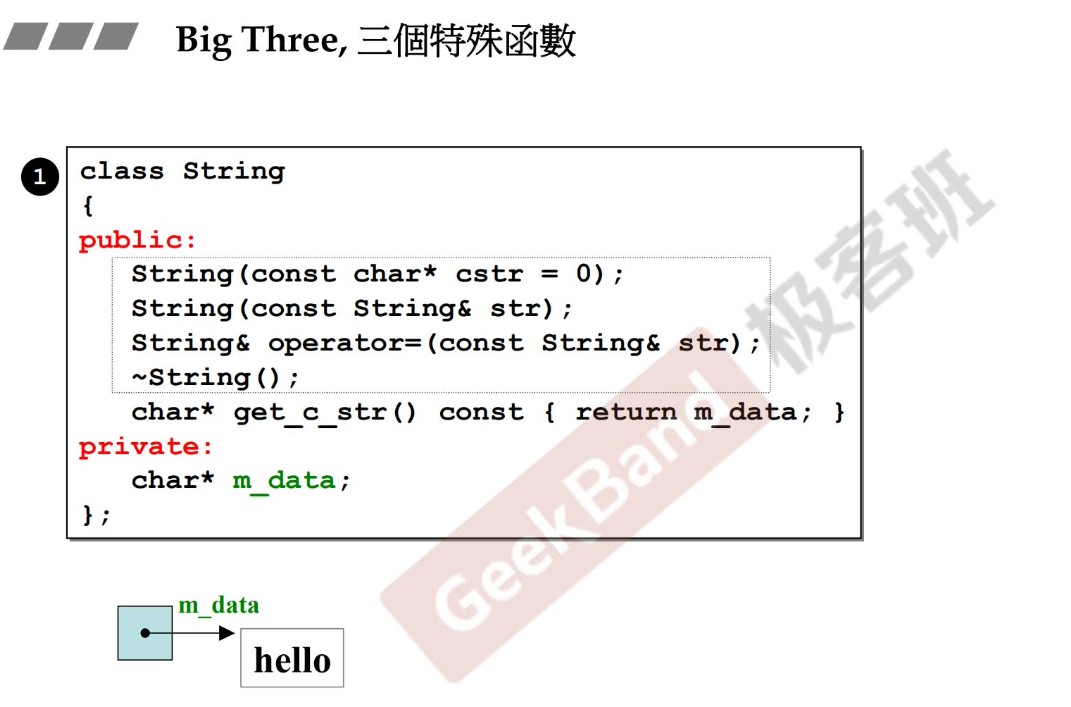 Big Three, 三個特殊函數
1
class String
{
public:
String(const char* cstr = 0);
String(const String& str);
String& operator=(const String& str);
~String();
char* get_c_str() const { return m_data; }
private:
char* m_data;
};
m_data
hello
GeekBand 极客班